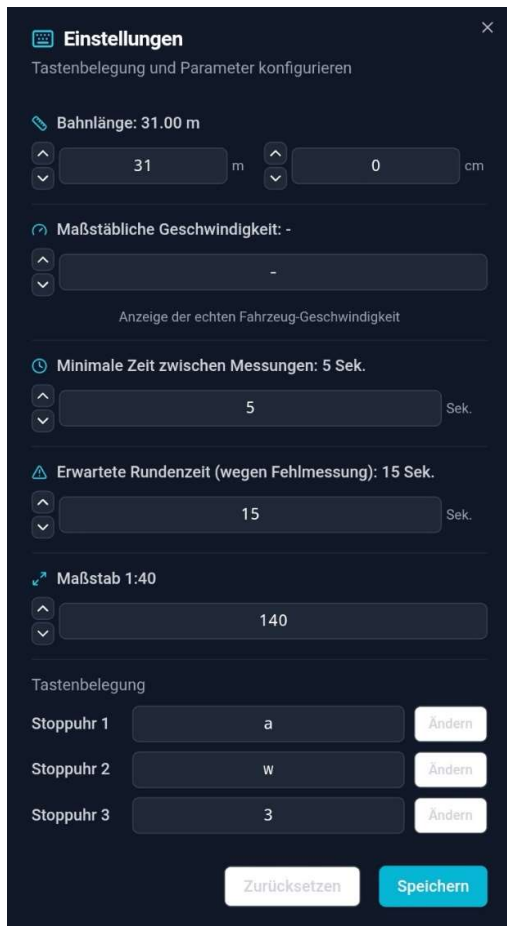 Einstellungen
Tastenbelegung und Parameter konfigurieren
Bahnlänge: 31.00 m
31 m 0 cm
Maßstäbliche Geschwindigkeit: -
-
Anzeige der echten Fahrzeug-Geschwindigkeit
Minimale Zeit zwischen Messungen: 5 Sek.
5 Sek.
Erwartete Rundenzeit (wegen Fehlmessung): 15 Sek.
15 Sek.
Maßstab 1:40
140
Tastenbelegung
Stoppuhr 1 a Ändern
Stoppuhr 2 w Ändern
Stoppuhr 3 3 Ändern
Zurücksetzen Speichern